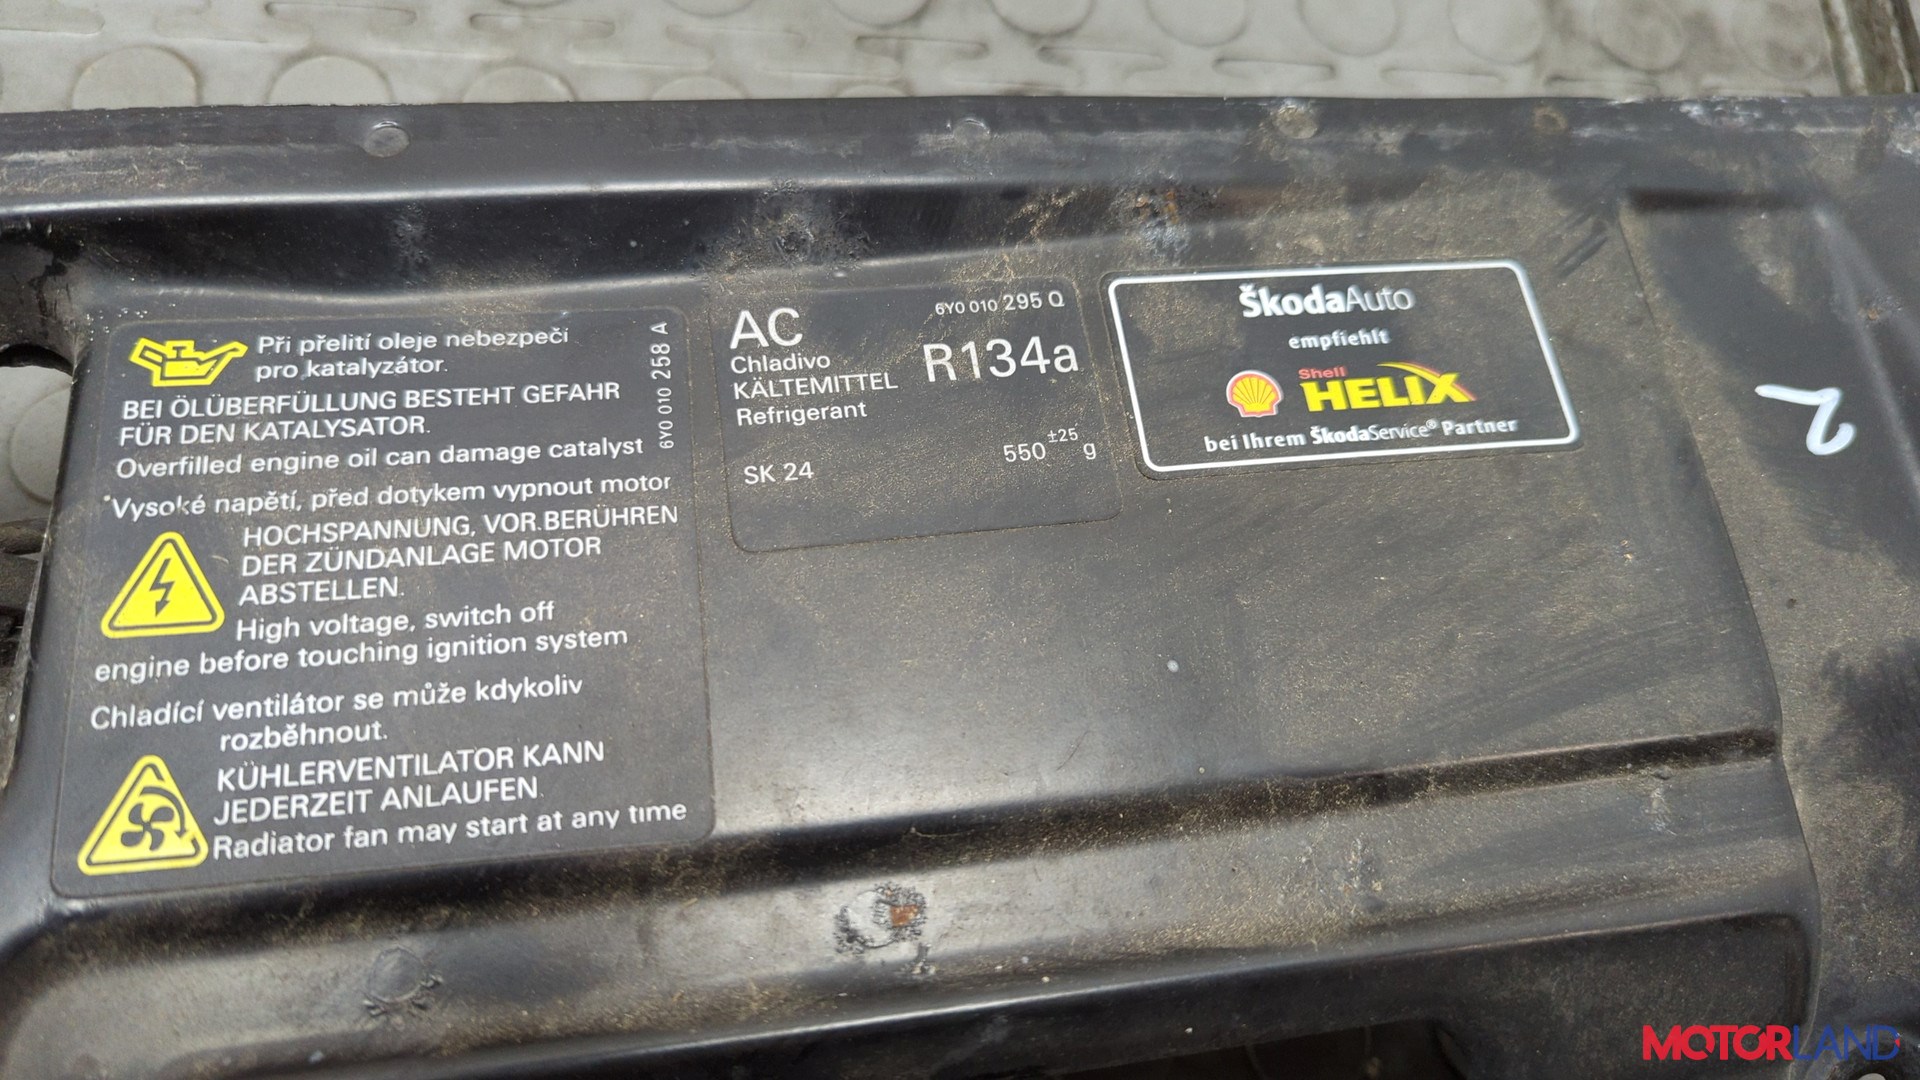 Při přelití oleje nebezpečí
pro katalyzátor.
BEI ÖLÜBERFÜLLUNG BESTEHT GEFAHR
FÜR DEN KATALYSATOR.
Overfilled engine oil can damage catalyst
6Y0 010 258 A
Vysoké napětí, před dotykem vypnout motor
HOCHSPANNUNG, VOR BERÜHREN
DER ZÜNDANLAGE MOTOR
ABSTELLEN.
High voltage, switch off
engine before touching ignition system
Chladící ventilátor se může kdykoliv
rozběhnout.
KÜHLERVENTILATOR KANN
JEDERZEIT ANLAUFEN.
Radiator fan may start at any time
6Y0 010 295 Q
AC
Chladivo
KÄLTEMITTEL
Refrigerant
R134a
SK 24
550 ±25 g
ŠkodaAuto
empfiehlt
Shell
HELIX
bei Ihrem ŠkodaService® Partner
2
MOTORLAND